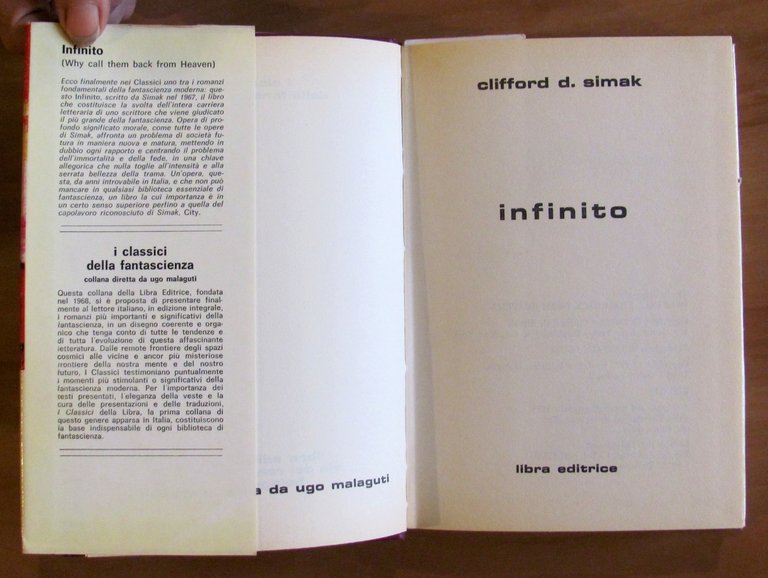 Infinito
(Why call them back from Heaven)
Ecco finalmente nei Classici uno tra i romanzi
fondamentali della fantascienza moderna: que-
sto Infinito, scritto da Simak nel 1967, il libro
che costituisce la svolta dell'intera carriera
letteraria di uno scrittore che viene giudicato
il più grande della fantascienza. Opera di pro-
fondo significato morale, come tutte le opere
di Simak, affronta un problema di società fu-
tura in maniera nuova e matura, mettendo in
dubbio ogni rapporto e centrando il problema
dell'immortalità e della fede, in una chiave
allegorica che nulla toglie all'intensità e alla
serrata bellezza della trama. Un'opera, que-
sta, da anni introvabile in Italia, e che non può
mancare in qualsiasi biblioteca essenziale di
fantascienza, un libro la cui importanza è in
un certo senso superiore perfino a quella del
capolavoro riconosciuto di Simak, City.
i classici
della fantascienza
collana diretta da ugo malaguti
Questa collana della Libra Editrice, fondata
nel 1968, si è proposta di presentare final-
mente al lettore italiano, in edizione integrale,
i romanzi più importanti e significativi della
fantascienza, in un disegno coerente e orga-
nico che tenga conto di tutte le tendenze e
di tutta l'evoluzione di questa affascinante
letteratura. Dalle remote frontiere degli spazi
cosmici alle vicine e ancor più misteriose
frontiere della nostra mente e del nostro
futuro, I Classici testimoniano puntualmente
i momenti più stimolanti o significativi della
fantascienza moderna. Per l'importanza dei
testi presentati, l'eleganza della veste e la
cura delle presentazioni e delle traduzioni,
I Classici della Libra, la prima collana di
questo genere apparsa in Italia, costituiscono
la base indispensabile di ogni biblioteca di
fantascienza.
a da ugo malaguti
clifford d. simak
infinito
libra editrice